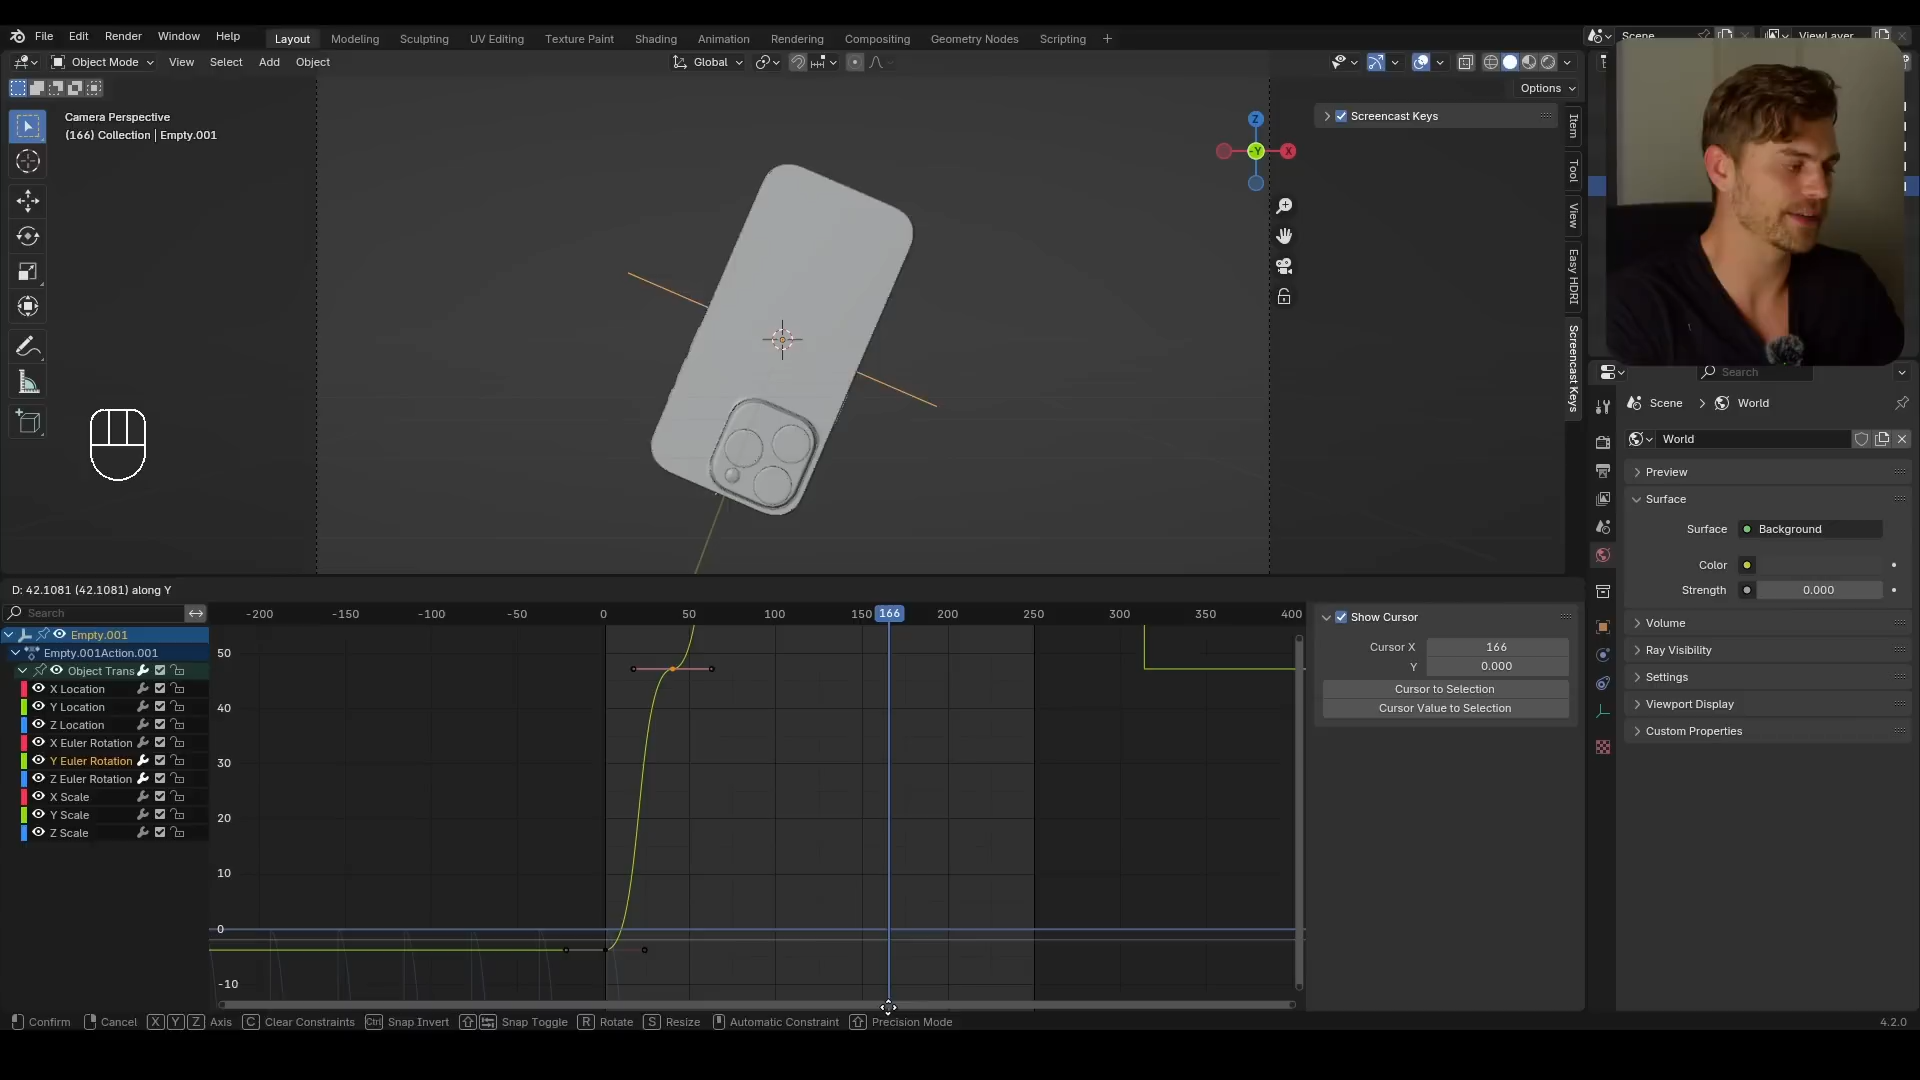 File Edit Render Window Help
Layout Modeling Sculpting UV Editing Texture Paint Shading Animation Rendering Compositing Geometry Nodes Scripting +
Scene
ViewLayer
Object Mode View Select Add Object
Global
Options
Camera Perspective
(166) Collection | Empty.001
Z
-Y
X
Screencast Keys
Item
Tool
View
Easy HDRI
Screencast Keys
Search
Scene > World
World
Preview
Surface
Surface Background
Color
Strength 0.000
Volume
Ray Visibility
Settings
Viewport Display
Custom Properties
D: 42.1081 (42.1081) along Y
Search
-200 -150 -100 -50 0 50 100 150 166 200 250 300 350 400
Empty.001
Empty.001Action.001
Object Trans
X Location
Y Location
Z Location
X Euler Rotation
Y Euler Rotation
Z Euler Rotation
X Scale
Y Scale
Z Scale
50
40
30
20
10
0
-10
Show Cursor
Cursor X 166
Y 0.000
Cursor to Selection
Cursor Value to Selection
Confirm Cancel X Y Z Axis C Clear Constraints Ctrl Snap Invert Snap Toggle R Rotate S Resize Automatic Constraint Precision Mode
4.2.0